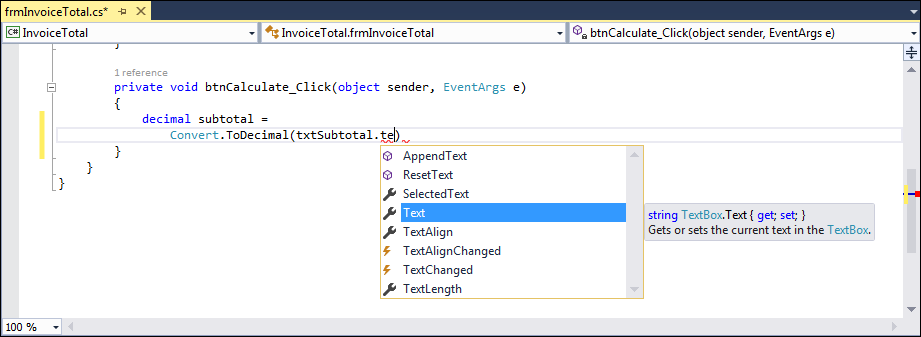 frmInvoiceTotal.cs*
InvoiceTotal
InvoiceTotal.frmInvoiceTotal
btnCalculate_Click(object sender, EventArgs e)
}
1 reference
private void btnCalculate_Click(object sender, EventArgs e)
{
decimal subtotal =
Convert.ToDecimal(txtSubtotal.te)
}
}
}
AppendText
ResetText
SelectedText
Text
TextAlign
TextAlignChanged
TextChanged
TextLength
string TextBox.Text { get; set; }
Gets or sets the current text in the TextBox.
100 %